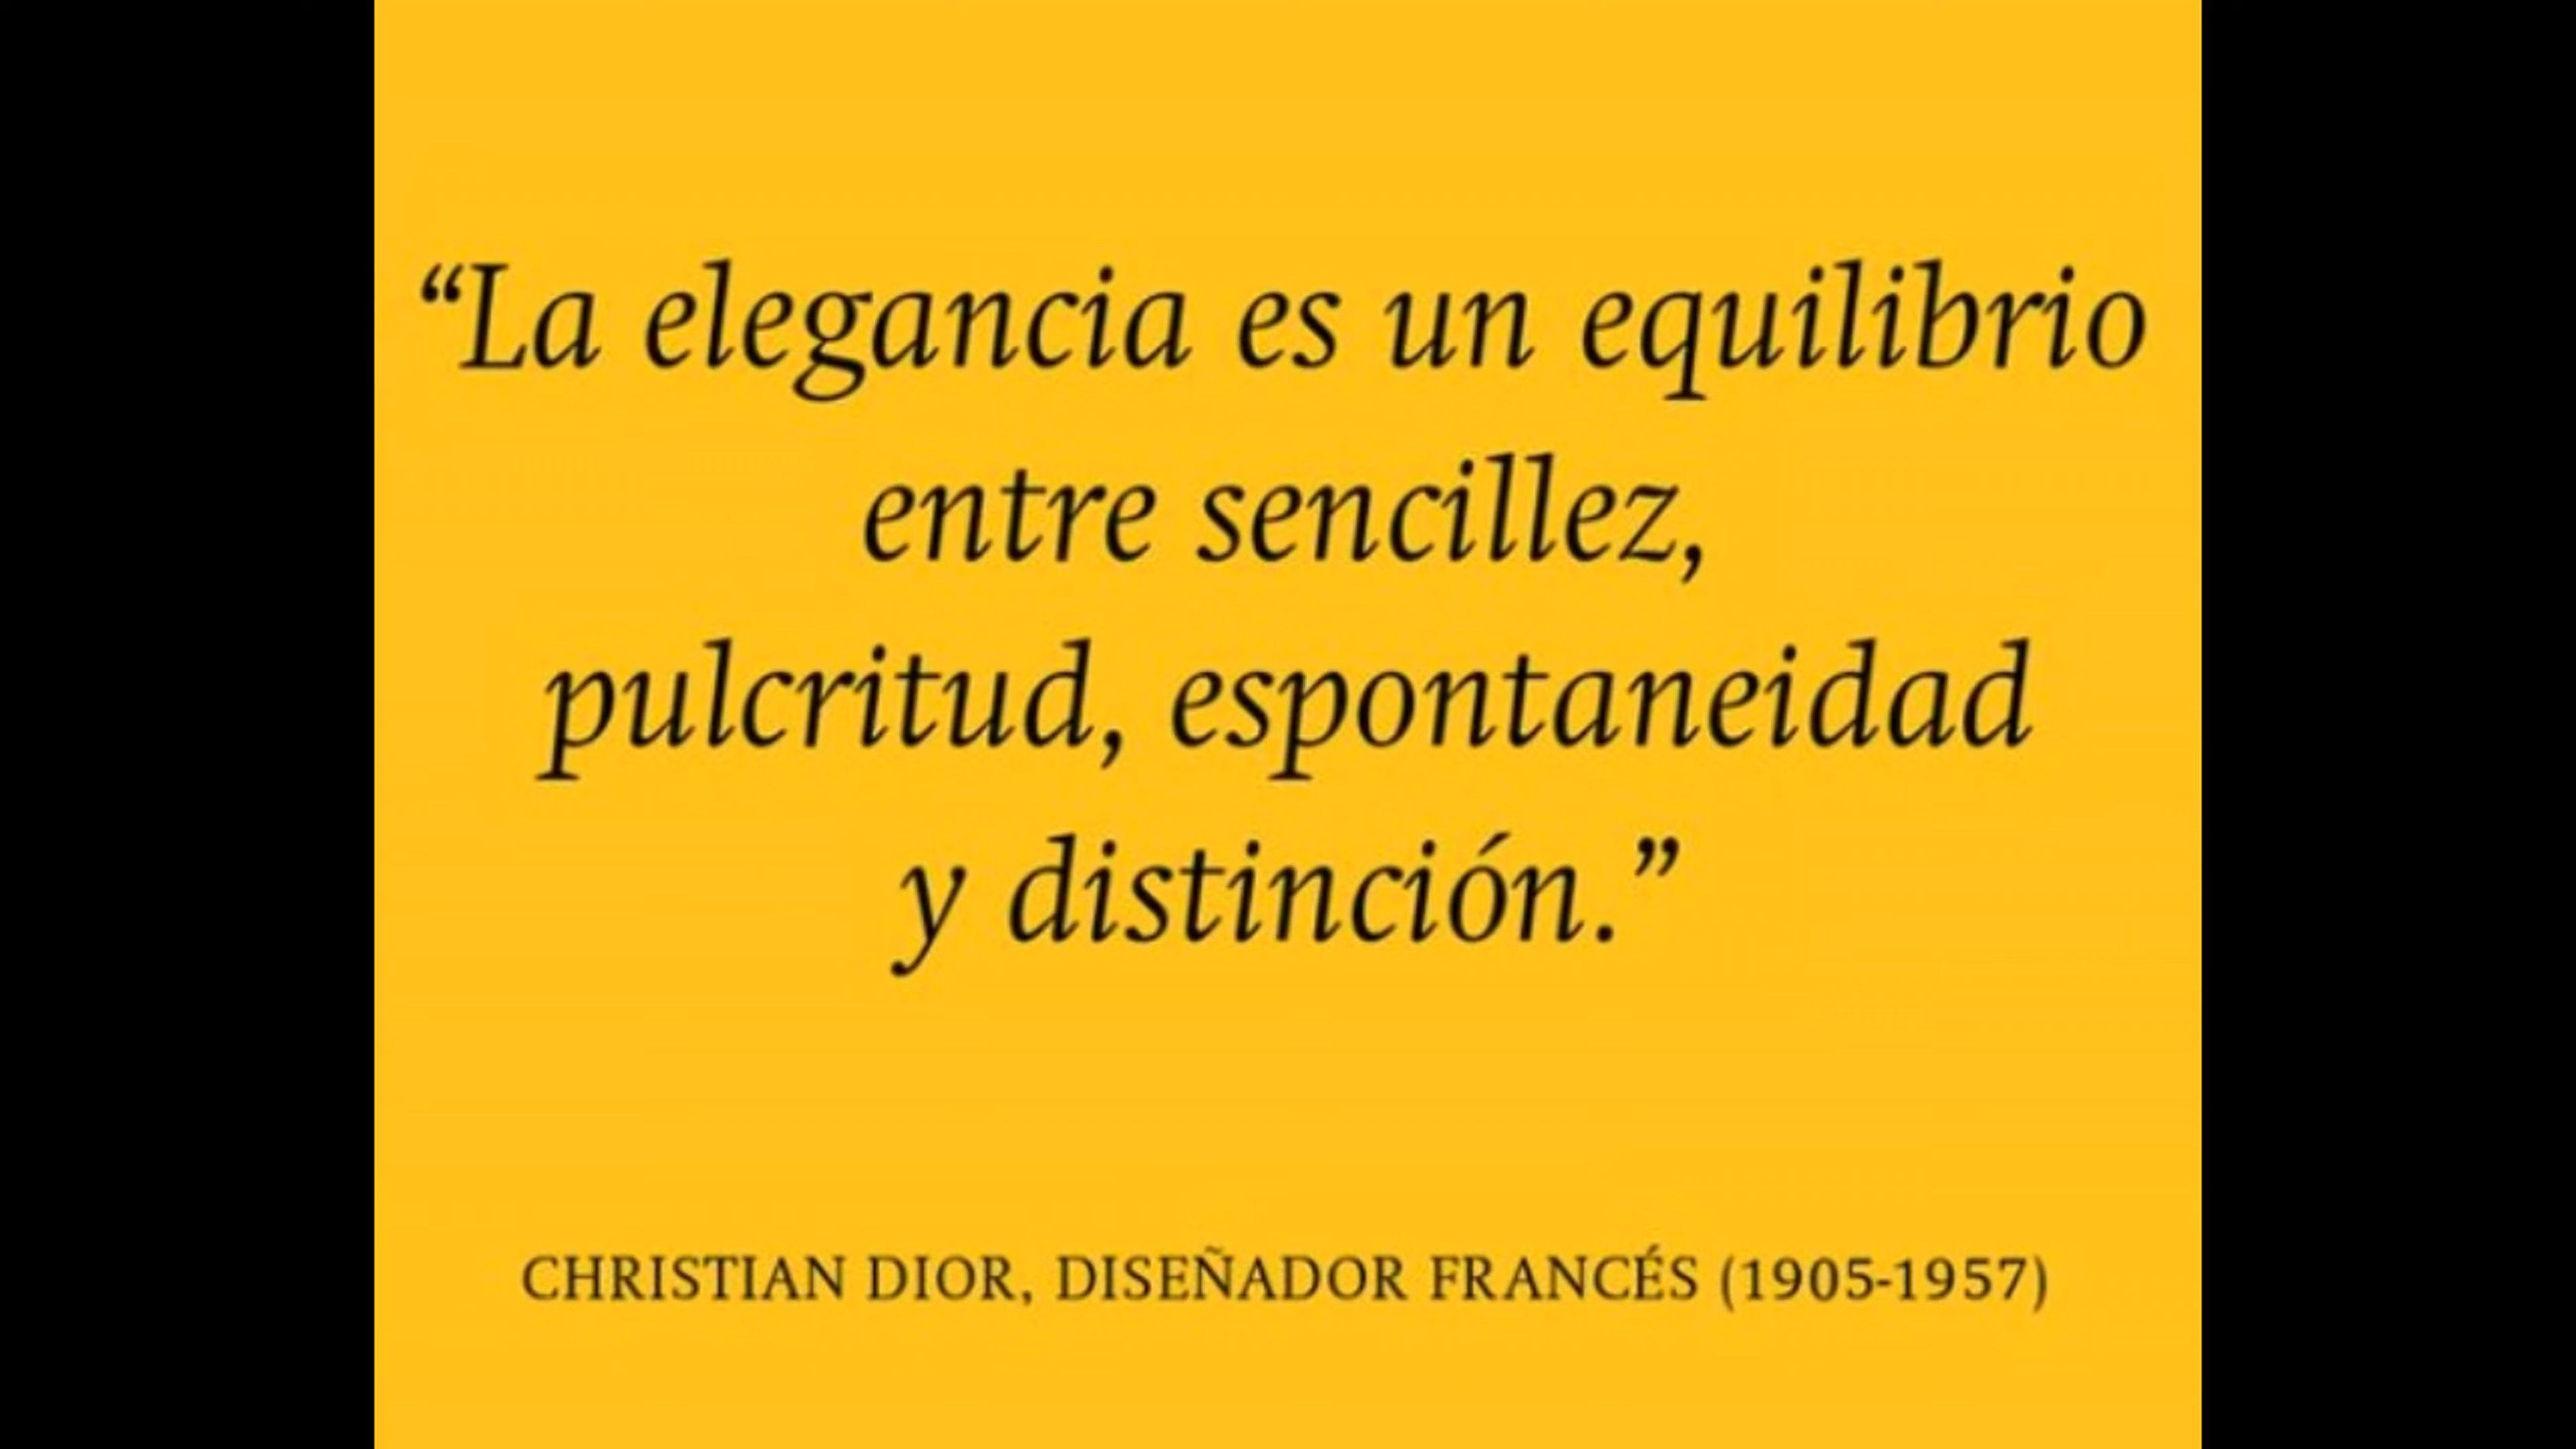 “La elegancia es un equilibrio
entre sencillez,
pulcritud, espontaneidad
y distinción.”
CHRISTIAN DIOR, DISEÑADOR FRANCÉS (1905-1957)